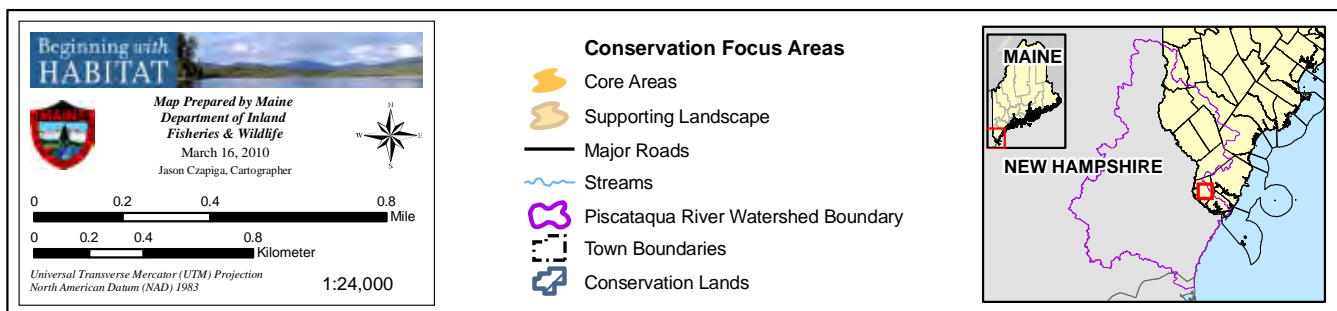 Beginning with
HABITAT
Map Prepared by Maine
Department of Inland
Fisheries & Wildlife
March 16, 2010
Jason Czapiga, Cartographer
N
W E
S
MAINE
0 0.2 0.4 0.8
Mile
0 0.2 0.4 0.8
Kilometer
Universal Transverse Mercator (UTM) Projection
North American Datum (NAD) 1983
1:24,000
Conservation Focus Areas
Core Areas
Supporting Landscape
Major Roads
Streams
Piscataqua River Watershed Boundary
Town Boundaries
Conservation Lands
MAINE
NEW HAMPSHIRE